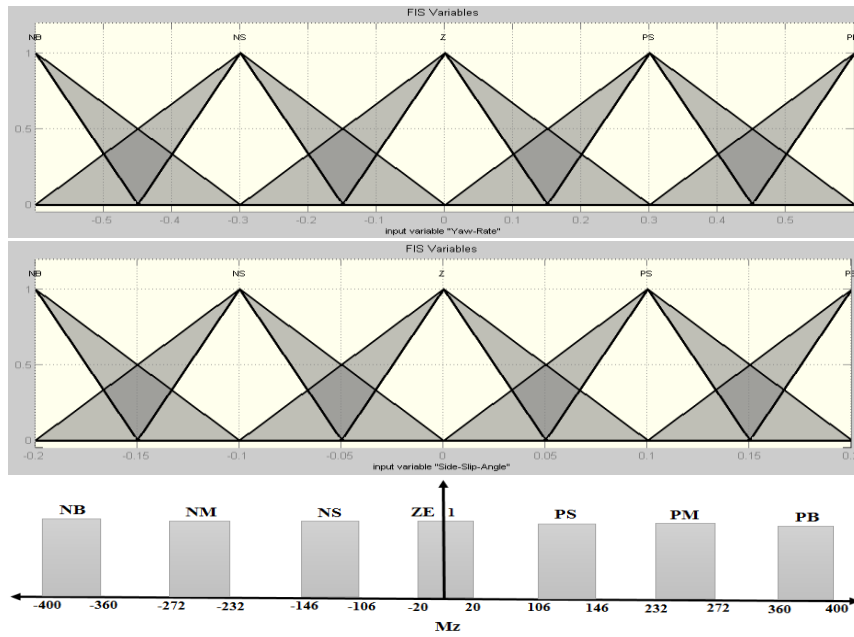 FIS Variables
NB NS Z PS PB
1
0.5
0
-0.5 -0.4 -0.3 -0.2 -0.1 0 0.1 0.2 0.3 0.4 0.5
input variable "Yaw-Rate"
FIS Variables
NB NS Z PS
1
0.5
0
-0.2 -0.15 -0.1 -0.05 0 0.05 0.1 0.15
input variable "Side-Slip-Angle"
NB NM NS ZE 1 PS PM PB
-400 -360 -272 -232 -146 -106 -20 20 106 146 232 272 360 400
Mz